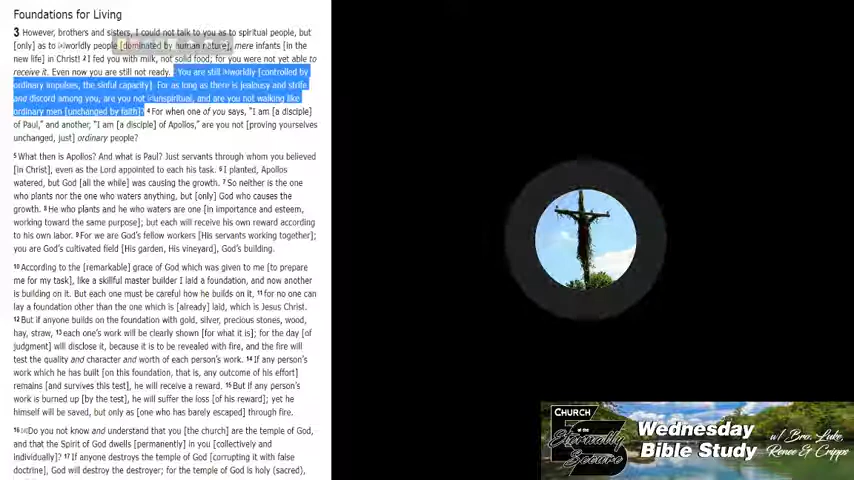 Foundations for Living
3 However, brothers and sisters, I could not talk to you as to spiritual people, but
[only] as to worldly people [dominated by human nature], mere infants [in the
new life] in Christ! 2 I fed you with milk, not solid food; for you were not yet able to
receive it. Even now you are still not ready. You are still worldly [controlled by
ordinary impulses, the sinful capacity]. For as long as there is jealousy and strife
and discord among you, are you not unspiritual, and are you not walking like
ordinary men [unchanged by faith]? 4 For when one of you says, “I am [a disciple]
of Paul,” and another, “I am [a disciple] of Apollos,” are you not [proving yourselves
unchanged, just] ordinary people?
5 What then is Apollos? And what is Paul? Just servants through whom you believed
[in Christ], even as the Lord appointed to each his task. 6 I planted, Apollos
watered, but God [all the while] was causing the growth. 7 So neither is the one
who plants nor the one who waters anything, but [only] God who causes the
growth. 8 He who plants and he who waters are one [in importance and esteem,
working toward the same purpose]; but each will receive his own reward according
to his own labor. 9 For we are God’s fellow workers [His servants working together];
you are God’s cultivated field [His garden, His vineyard], God’s building.
10 According to the [remarkable] grace of God which was given to me [to prepare
me for my task], like a skillful master builder I laid a foundation, and now another
is building on it. But each one must be careful how he builds on it, 11 for no one can
lay a foundation other than the one which is [already] laid, which is Jesus Christ.
12 But if anyone builds on the foundation with gold, silver, precious stones, wood,
hay, straw, 13 each one’s work will be clearly shown [for what it is]; for the day [of
judgment] will disclose it, because it is to be revealed with fire, and the fire will
test the quality and character and worth of each person’s work. 14 If any person’s
work which he has built [on this foundation, that is, any outcome of his effort]
remains [and survives this test], he will receive a reward. 15 But if any person’s
work is burned up [by the test], he will suffer the loss [of his reward]; yet he
himself will be saved, but only as [one who has barely escaped] through fire.
16 Do you not know and understand that you [the church] are the temple of God,
and that the Spirit of God dwells [permanently] in you [collectively and
individually]? 17 If anyone destroys the temple of God [corrupting it with false
doctrine], God will destroy the destroyer; for the temple of God is holy (sacred),
CHURCH
of the
Eternally
Secure
Wednesday
Bible Study
w/ Bro. Luke,
Renee & Cripps